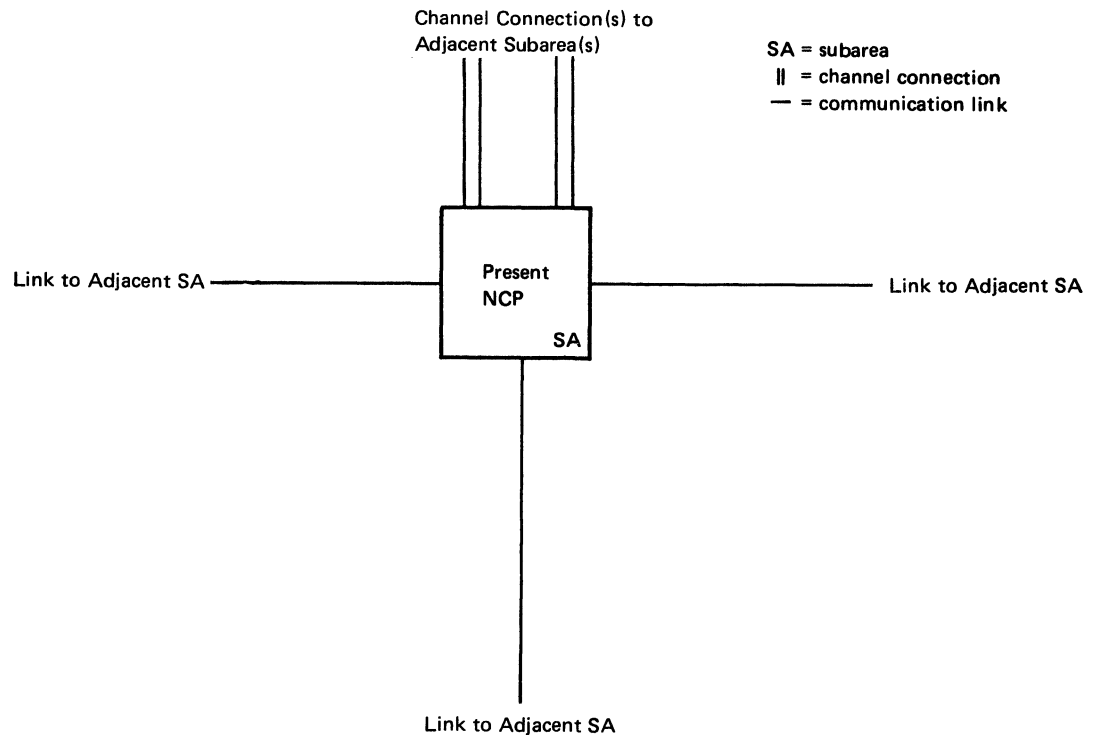 Channel Connection(s) to
Adjacent Subarea(s)
SA = subarea
|| = channel connection
— = communication link
Link to Adjacent SA
Present
NCP
SA
Link to Adjacent SA
Link to Adjacent SA